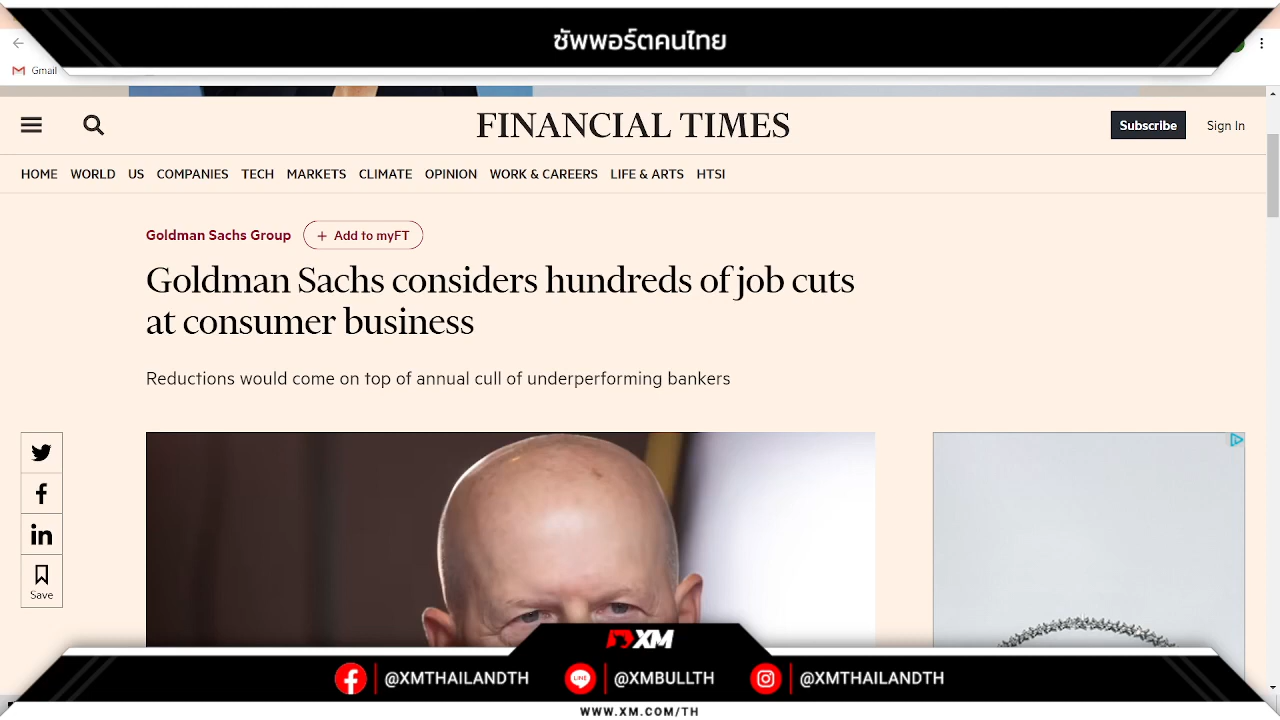 ซัพพอร์ตคนไทย
Gmail
FINANCIAL TIMES
Subscribe
Sign In
HOME WORLD US COMPANIES TECH MARKETS CLIMATE OPINION WORK & CAREERS LIFE & ARTS HTSI
Goldman Sachs Group
+ Add to myFT
Goldman Sachs considers hundreds of job cuts
at consumer business
Reductions would come on top of annual cull of underperforming bankers
Save
XM
@XMTHAILANDTH
LINE
@XMBULLTH
@XMTHAILANDTH
WWW.XM.COM/TH